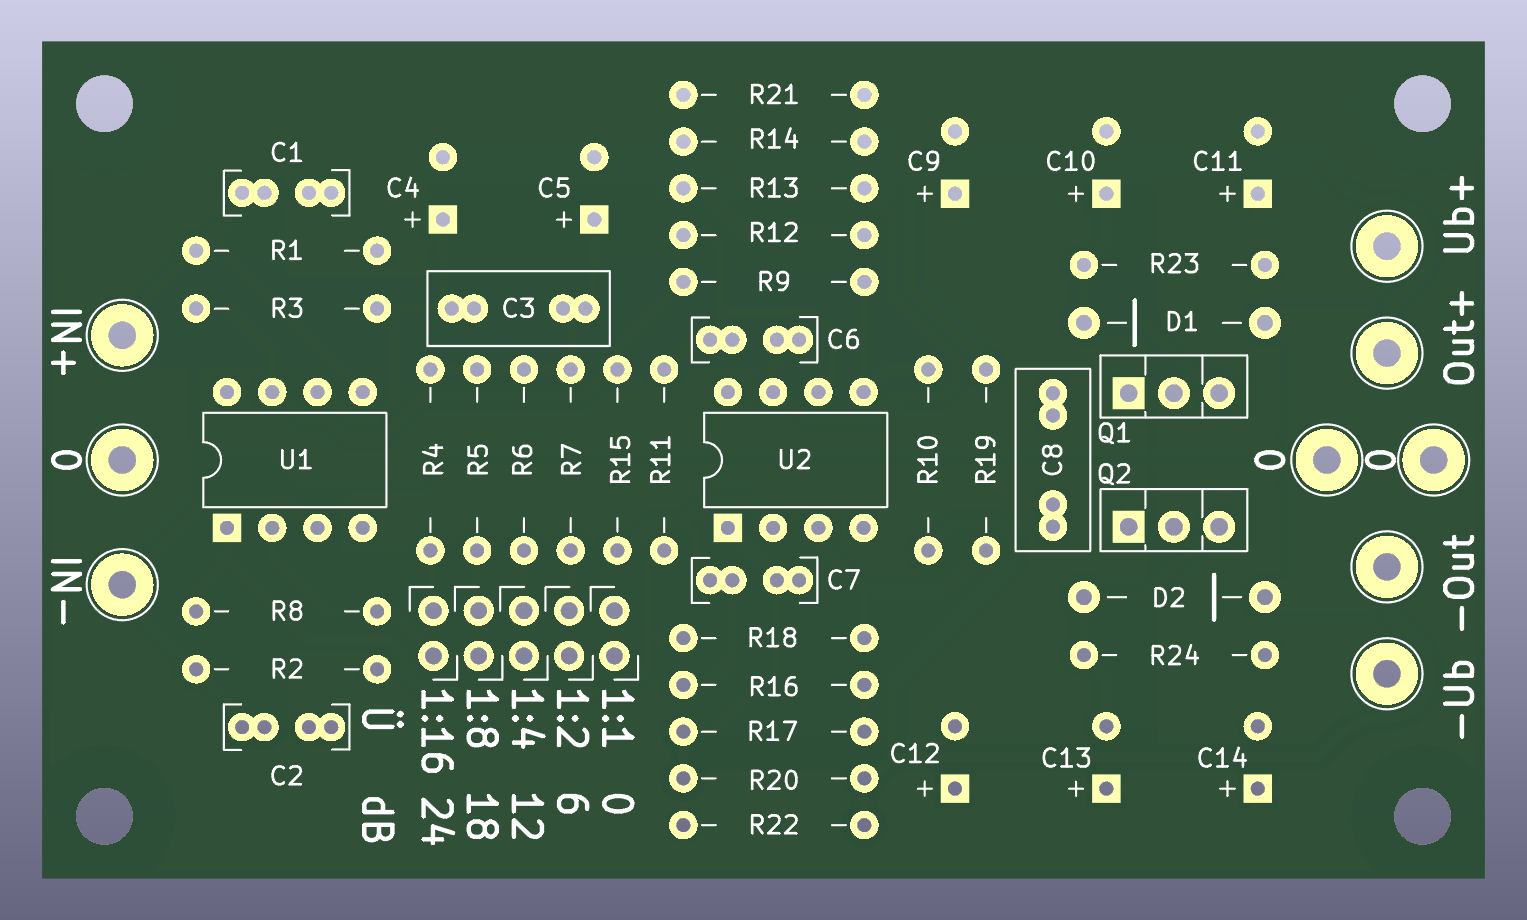 R21
R14
R13
R12
R9
C1
C4
+
C5
+
R1
R3
C3
C6
C9
+
C10
+
C11
+
R23
D1
Ub+
Out+
+IN
0
-IN
U1
R4
R5
R6
R7
R15
R11
U2
R10
R19
C8
Q1
Q2
0
0
R8
R2
C2
C7
R18
R16
R17
R20
R22
D2
R24
-Out
-Ub
C12
+
C13
+
C14
+
Ü dB
1:16 24
1:8 18
1:4 12
1:2 6
1:1 0